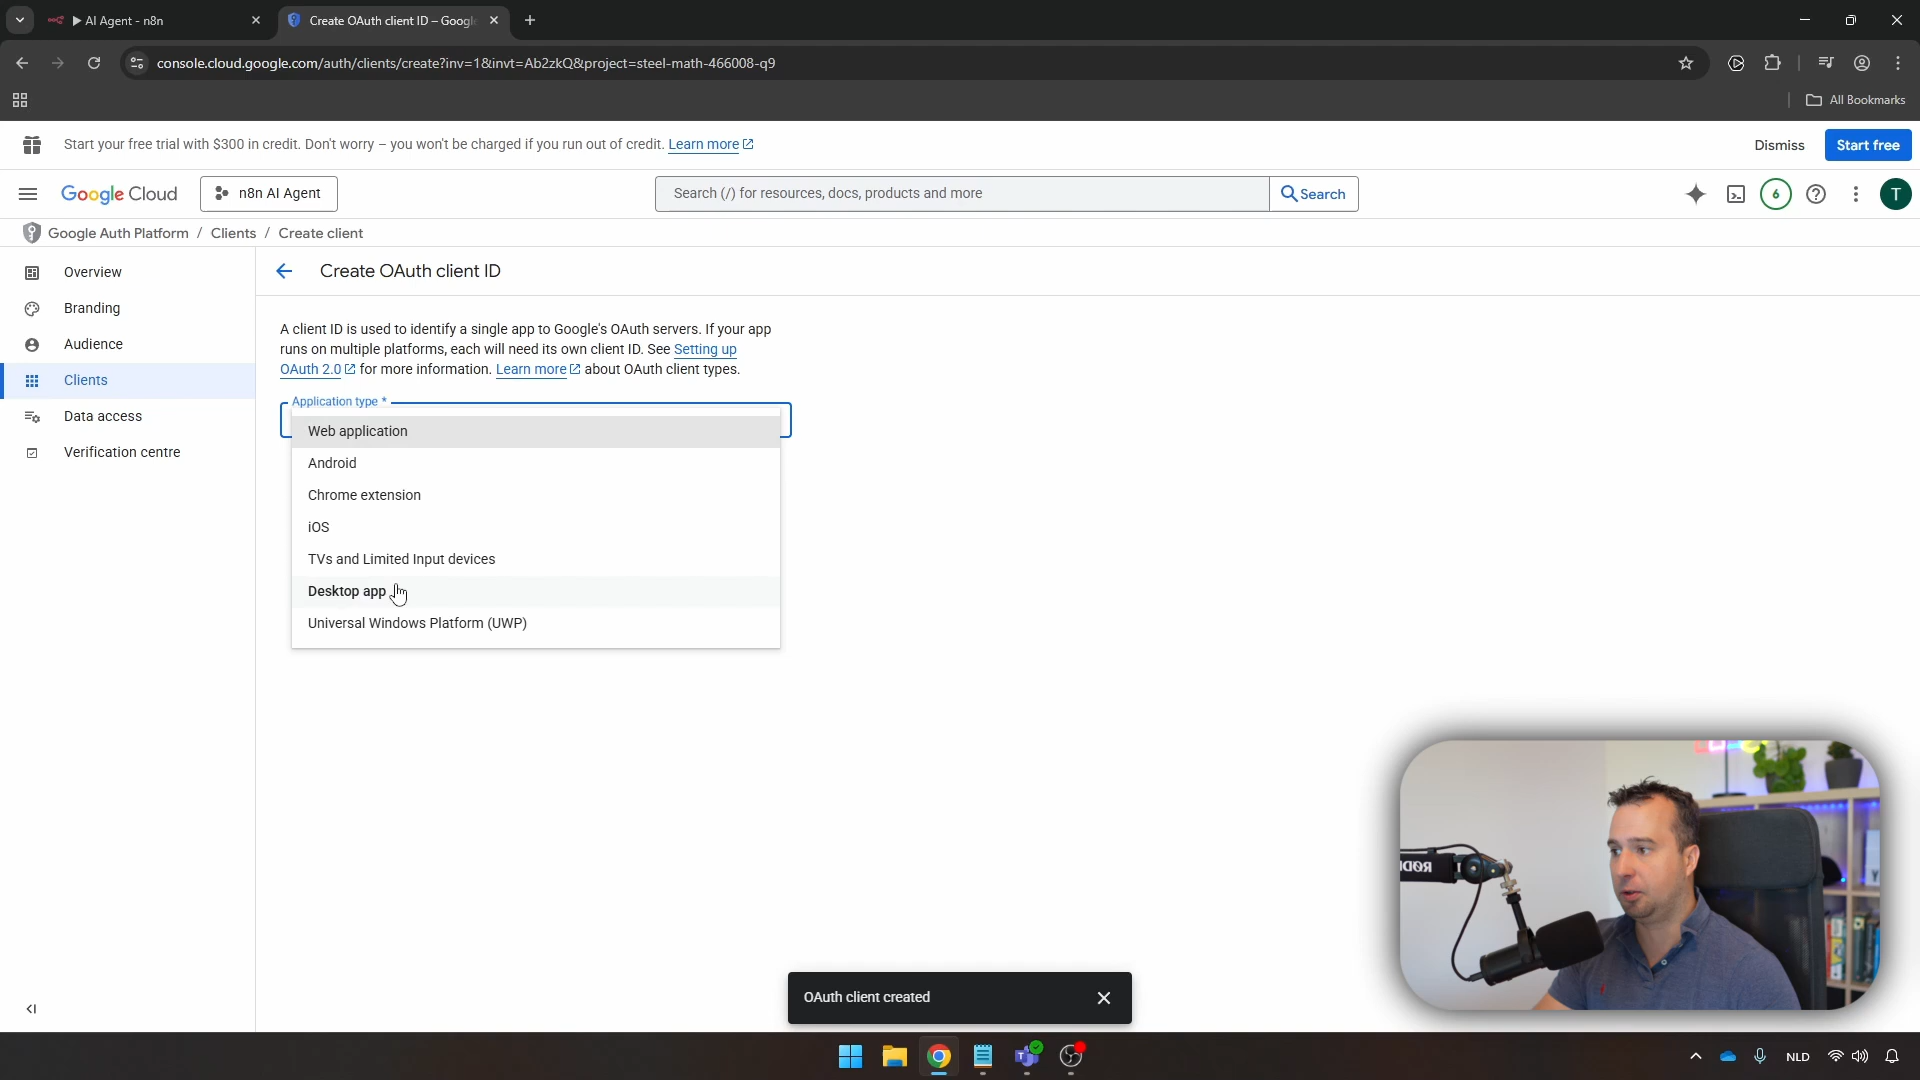 AI Agent - n8n
Create OAuth client ID – Google
console.cloud.google.com/auth/clients/create?inv=1&invt=Ab2zkQ&project=steel-math-466008-q9
All Bookmarks
Start your free trial with $300 in credit. Don't worry – you won't be charged if you run out of credit. Learn more
Dismiss
Start free
Google Cloud
n8n AI Agent
Search (/) for resources, docs, products and more
Search
6
T
Google Auth Platform / Clients / Create client
Overview
Branding
Audience
Clients
Data access
Verification centre
Create OAuth client ID
A client ID is used to identify a single app to Google's OAuth servers. If your app
runs on multiple platforms, each will need its own client ID. See Setting up
OAuth 2.0 for more information. Learn more about OAuth client types.
Application type *
Web application
Android
Chrome extension
iOS
TVs and Limited Input devices
Desktop app
Universal Windows Platform (UWP)
RØDE
OAuth client created
NLD